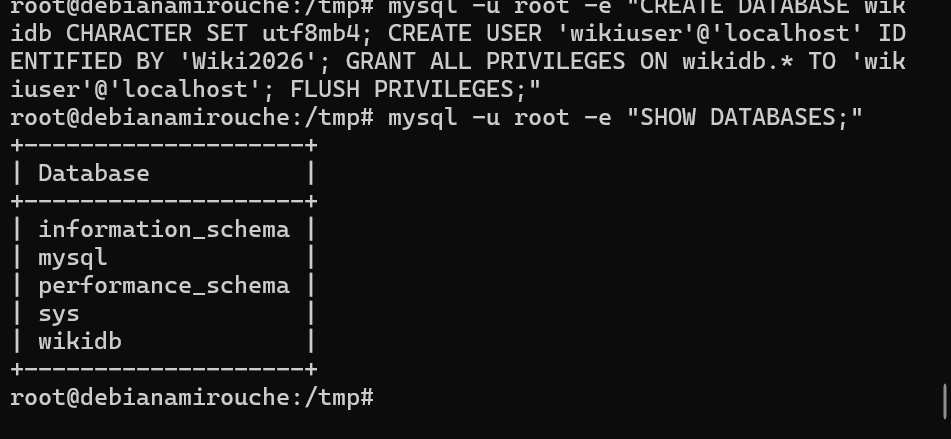 root@debianamirouche:/tmp# mysql -u root -e "CREATE DATABASE wik
idb CHARACTER SET utf8mb4; CREATE USER 'wikiuser'@'localhost' ID
ENTIFIED BY 'Wiki2026'; GRANT ALL PRIVILEGES ON wikidb.* TO 'wik
iuser'@'localhost'; FLUSH PRIVILEGES;"
root@debianamirouche:/tmp# mysql -u root -e "SHOW DATABASES;"
+--------------------+
| Database           |
+--------------------+
| information_schema |
| mysql              |
| performance_schema |
| sys                |
| wikidb             |
+--------------------+
root@debianamirouche:/tmp#